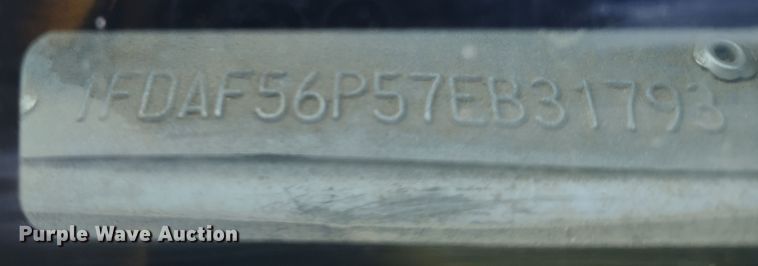 1FDAF56P57EB31793
Purple Wave Auction